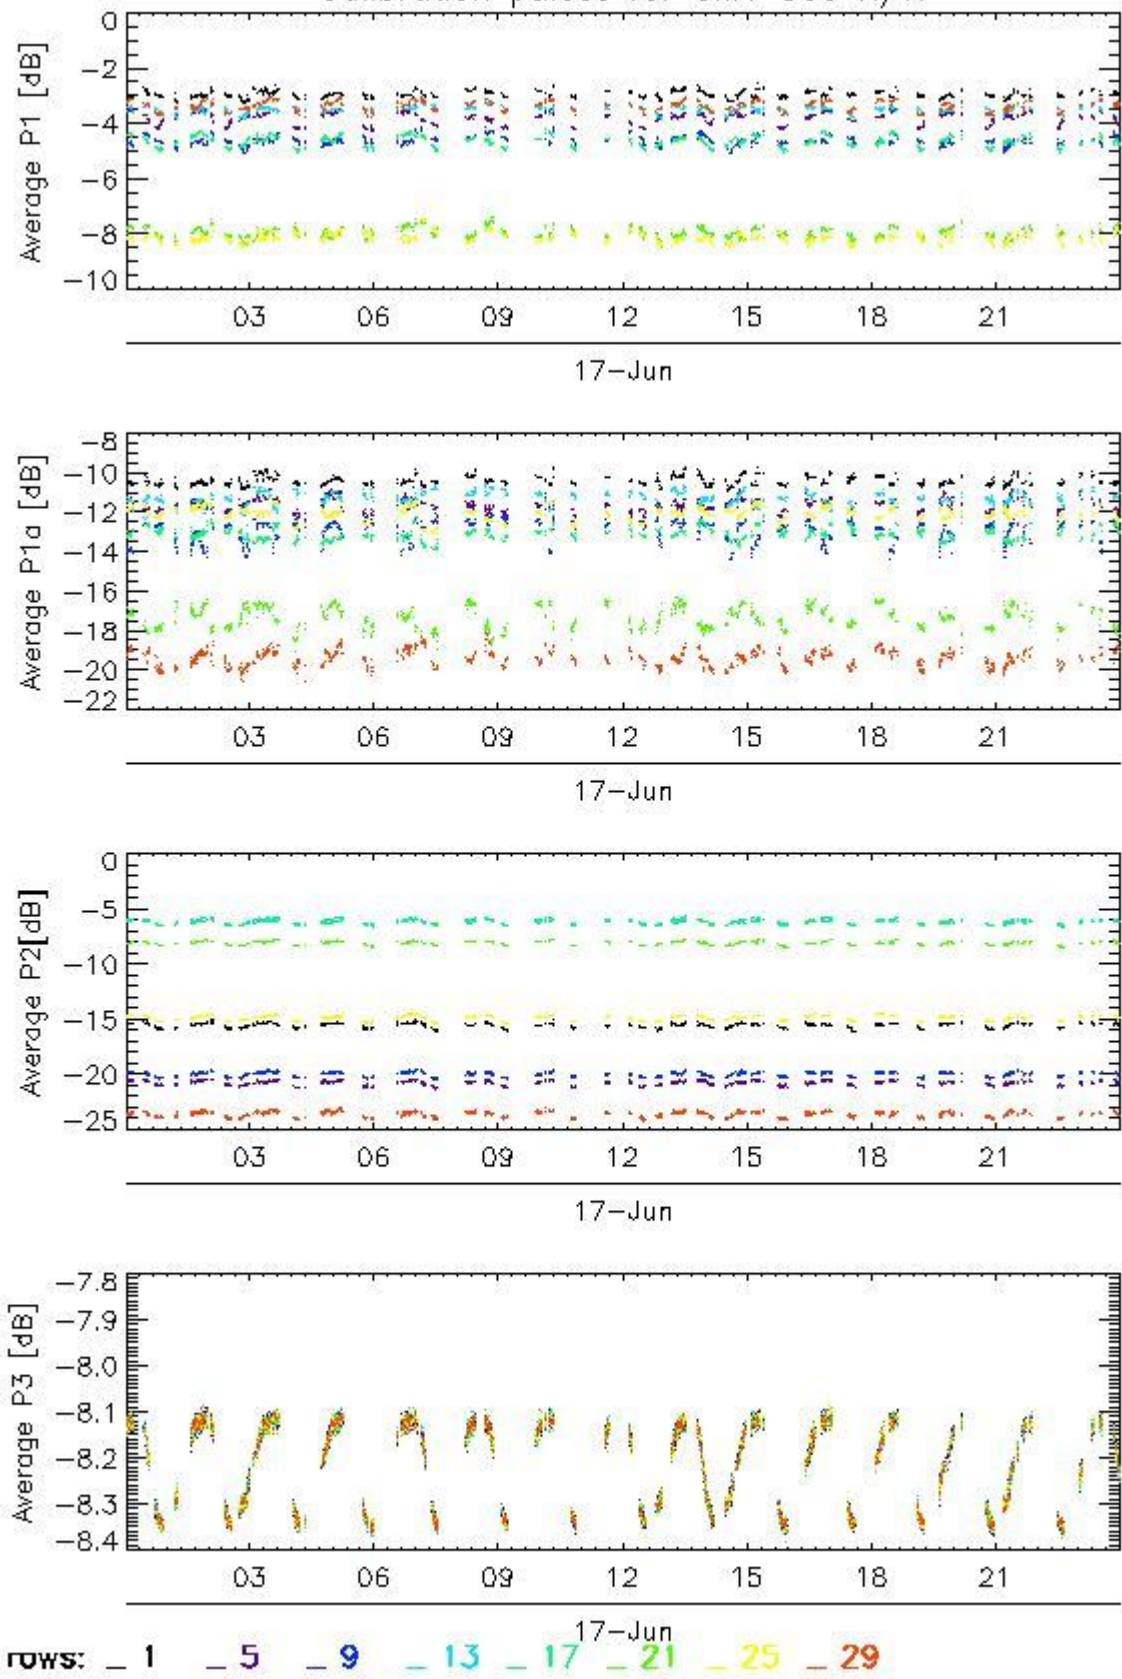 Average P1 [dB]
0
-2
-4
-6
-8
-10
03 06 09 12 15 18 21
17-Jun
Average P1a [dB]
-8
-10
-12
-14
-16
-18
-20
-22
03 06 09 12 15 18 21
17-Jun
Average P2[dB]
0
-5
-10
-15
-20
-25
03 06 09 12 15 18 21
17-Jun
Average P3 [dB]
-7.8
-7.9
-8.0
-8.1
-8.2
-8.3
-8.4
03 06 09 12 15 18 21
17-Jun
rows: _ 1 _ 5 _ 9 _ 13 _ 17 _ 21 _ 25 _ 29